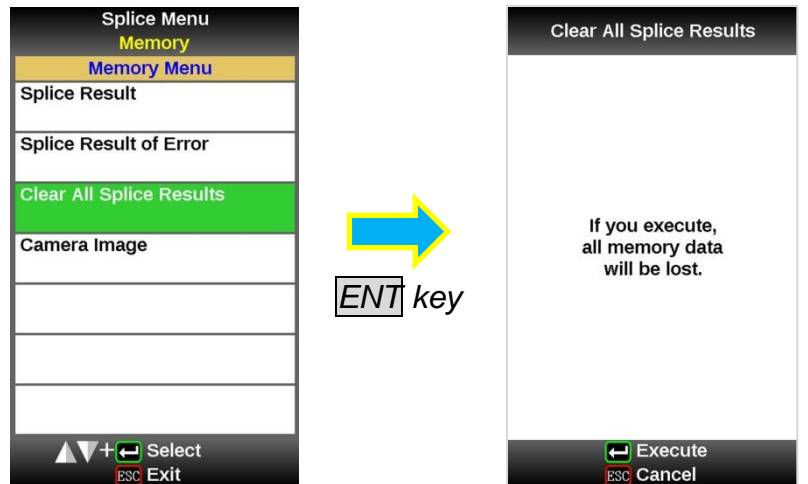 Splice Menu
Memory
Memory Menu
Splice Result
Splice Result of Error
Clear All Splice Results
Camera Image
+ Select
ESC Exit
ENT key
Clear All Splice Results
If you execute,
all memory data
will be lost.
Execute
ESC Cancel